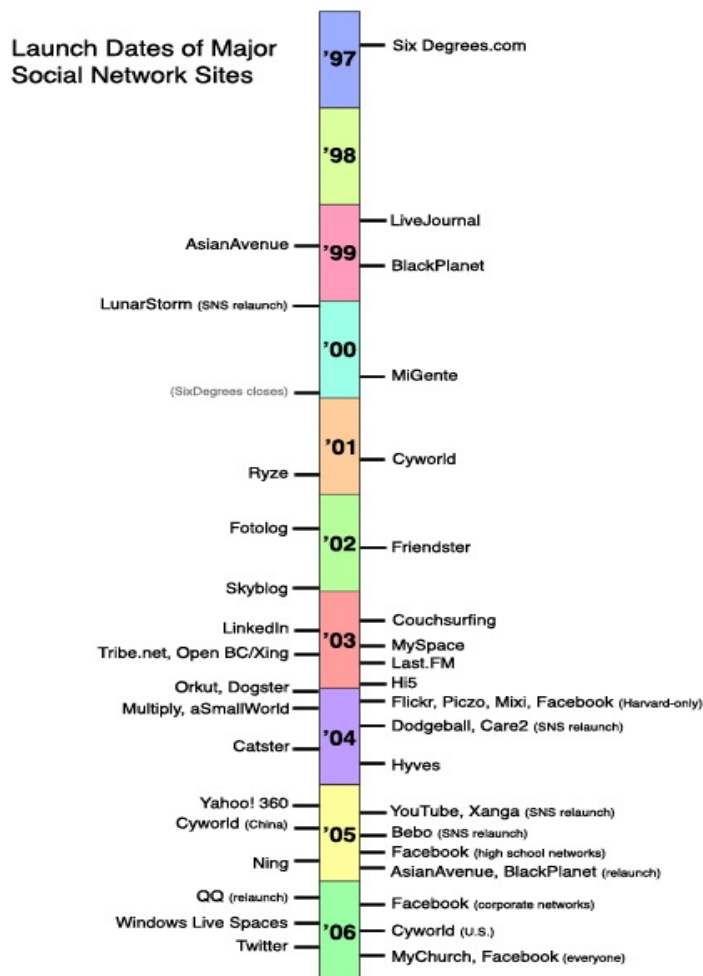 Launch Dates of Major
Social Network Sites
'97
Six Degrees.com
'98
'99
LiveJournal
AsianAvenue
BlackPlanet
'00
LunarStorm (SNS relaunch)
MiGente
(SixDegrees closes)
'01
Cyworld
Ryze
'02
Fotolog
Friendster
Skyblog
'03
Couchsurfing
LinkedIn
MySpace
Tribe.net, Open BC/Xing
Last.FM
Hi5
'04
Orkut, Dogster
Flickr, Piczo, Mixi, Facebook (Harvard-only)
Multiply, aSmallWorld
Dodgeball, Care2 (SNS relaunch)
Catster
Hyves
'05
Yahoo! 360
YouTube, Xanga (SNS relaunch)
Cyworld (China)
Bebo (SNS relaunch)
Facebook (high school networks)
Ning
AsianAvenue, BlackPlanet (relaunch)
'06
QQ (relaunch)
Facebook (corporate networks)
Windows Live Spaces
Cyworld (U.S.)
Twitter
MyChurch, Facebook (everyone)